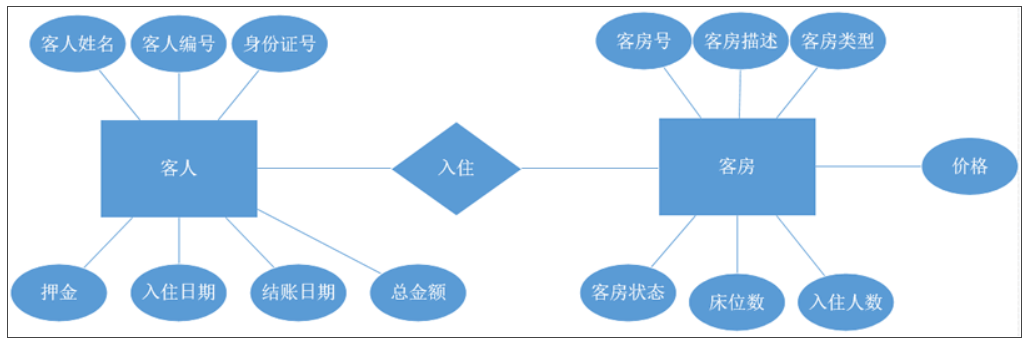 客人姓名 客人编号 身份证号
客房号 客房描述 客房类型
客人
入住
客房
价格
押金 入住日期 结账日期 总金额
客房状态 床位数 入住人数